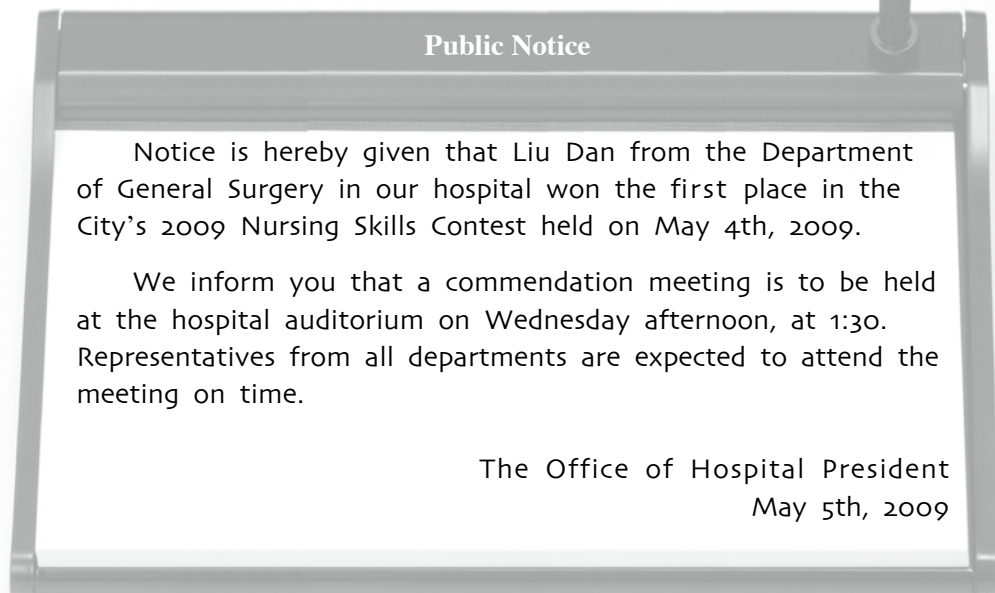 Public Notice
Notice is hereby given that Liu Dan from the Department
of General Surgery in our hospital won the first place in the
City’s 2009 Nursing Skills Contest held on May 4th, 2009.
We inform you that a commendation meeting is to be held
at the hospital auditorium on Wednesday afternoon, at 1:30.
Representatives from all departments are expected to attend the
meeting on time.
The Office of Hospital President
May 5th, 2009